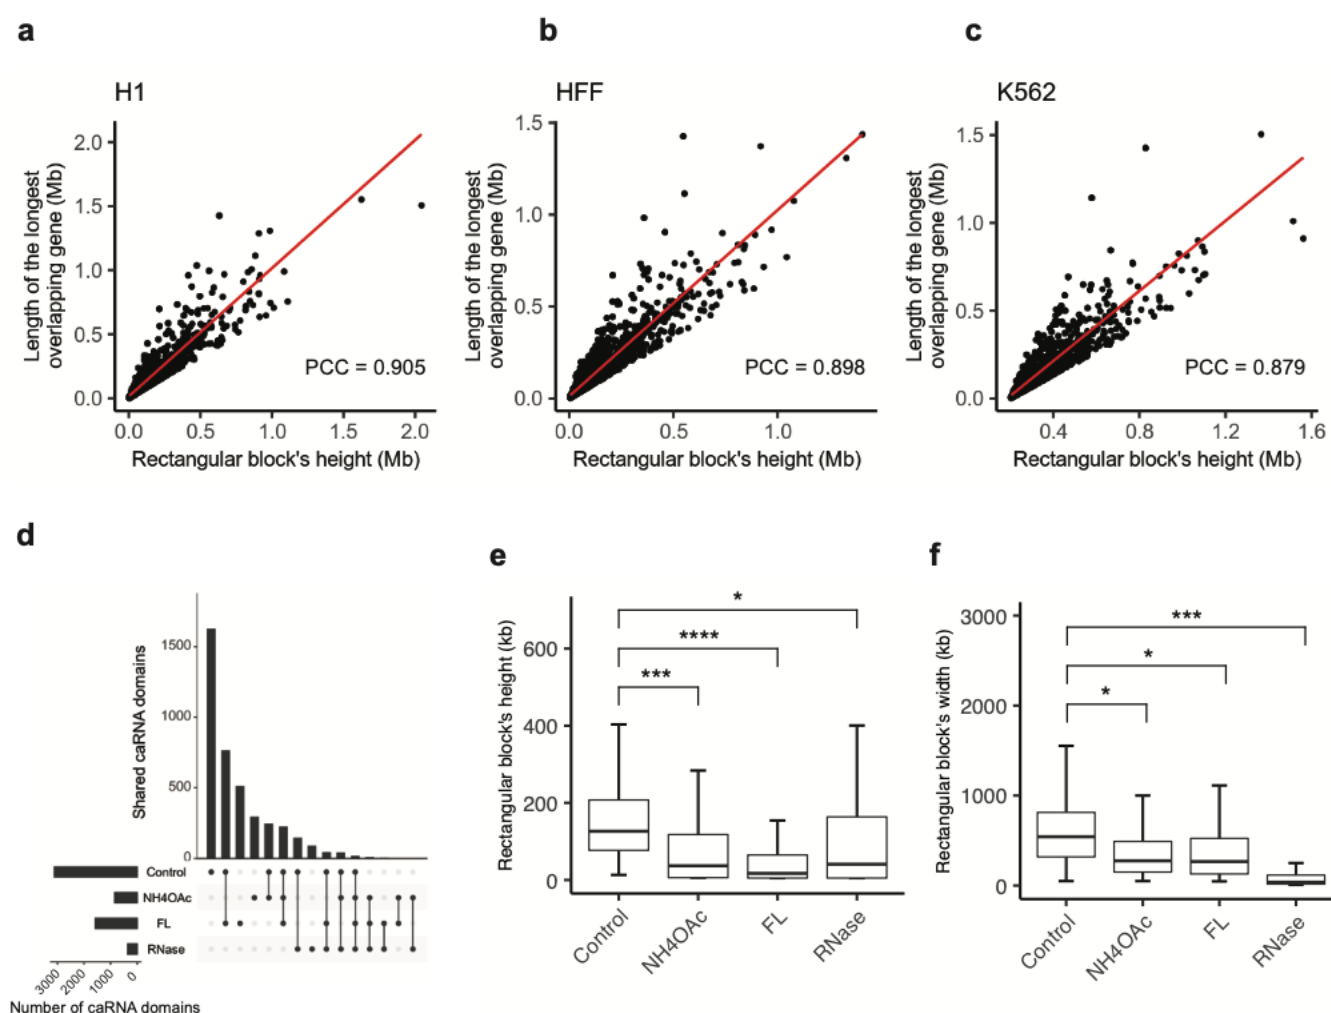 a
b
c
H1
HFF
K562
Length of the longest
overlapping gene (Mb)
2.0
1.5
1.0
0.5
0.0
PCC = 0.905
0.0 0.5 1.0 1.5 2.0
Rectangular block's height (Mb)
Length of the longest
overlapping gene (Mb)
1.5
1.0
0.5
0.0
PCC = 0.898
0.0 0.5 1.0
Rectangular block's height (Mb)
Length of the longest
overlapping gene (Mb)
1.5
1.0
0.5
0.0
PCC = 0.879
0.4 0.8 1.2 1.6
Rectangular block's height (Mb)
d
Shared caRNA domains
1500
1000
500
0
Control
NH4OAc
FL
RNase
3000 2000 1000 0
Number of caRNA domains
e
Rectangular block's height (kb)
600
400
200
0
*
****
***
Control NH4OAc FL RNase
f
Rectangular block's width (kb)
3000
2000
1000
0
***
*
*
Control NH4OAc FL RNase